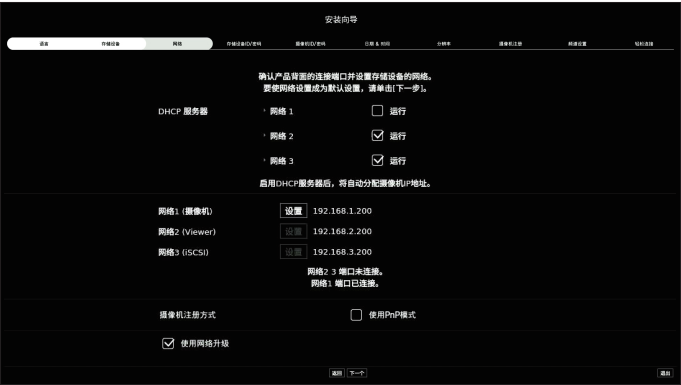 安装向导
语言 存储设备 网络 存储设备ID/密码 摄像机ID/密码 日期 & 时间 分辨率 摄像机注册 频道设置 轻松连接
确认产品背面的连接端口并设置存储设备的网络。
要使网络设置成为默认设置，请单击[下一步]。
DHCP 服务器 网络 1 运行
网络 2 运行
网络 3 运行
启用DHCP服务器后，将自动分配摄像机IP地址。
网络1 (摄像机) 设置 192.168.1.200
网络2 (Viewer) 设置 192.168.2.200
网络3 (iSCSI) 设置 192.168.3.200
网络2 3 端口未连接。
网络1 端口已连接。
摄像机注册方式 使用PnP模式
使用网络升级
返回 下一个 退出